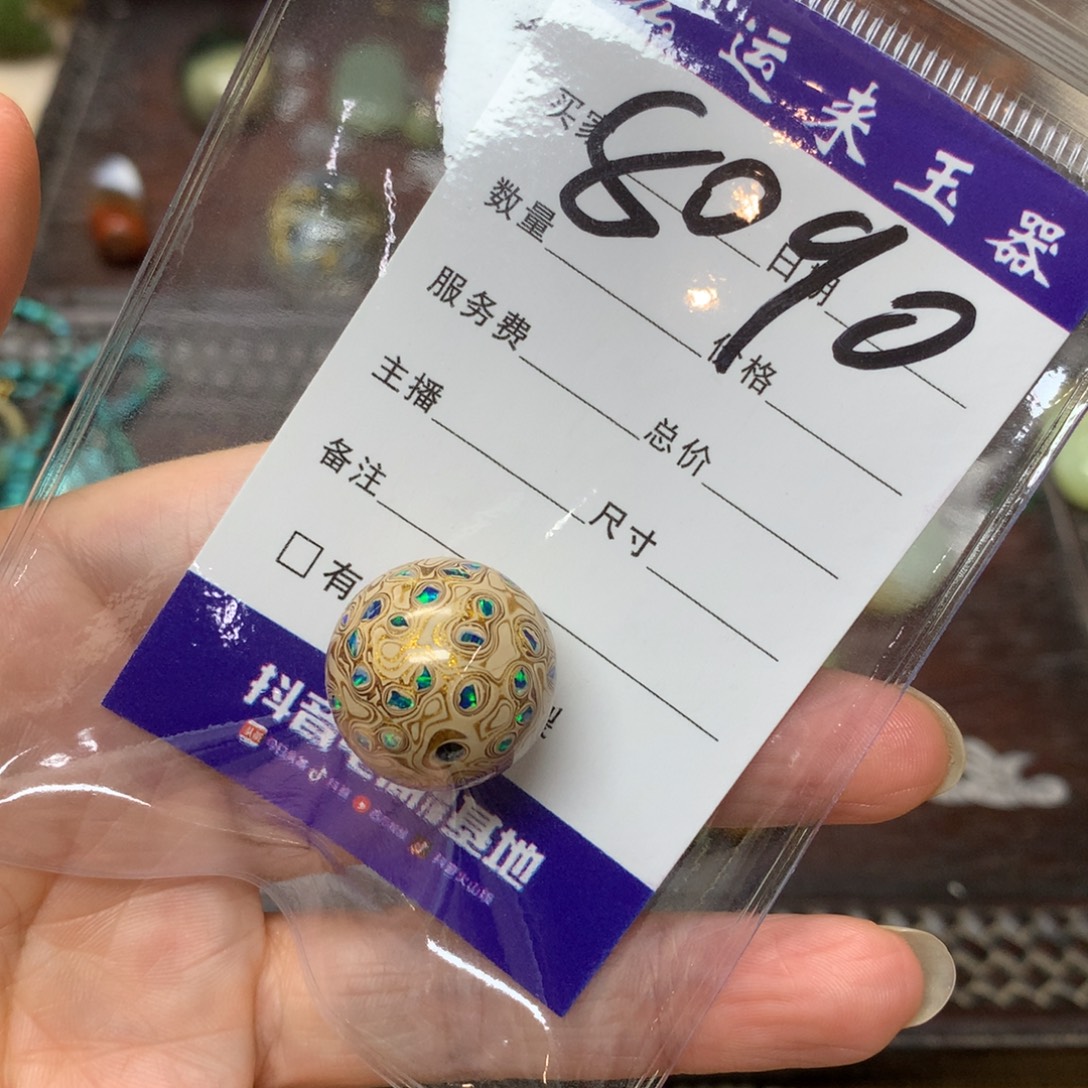 运来玉器
8090
买家 日期
数量 价格
服务费 总价
主播 尺寸
备注
□有
抖音 基地